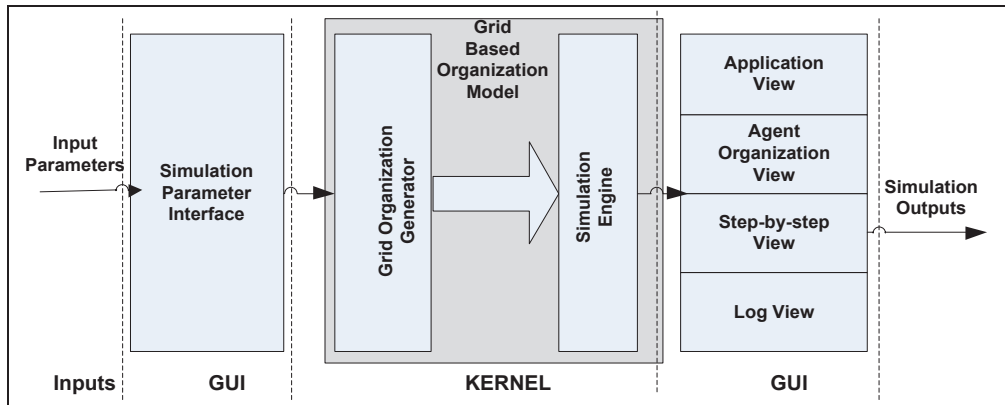 Input
Parameters
Simulation
Parameter
Interface
Grid
Based
Organization
Model
Grid Organization
Generator
Simulation
Engine
Application
View
Agent
Organization
View
Step-by-step
View
Log View
Simulation
Outputs
Inputs
GUI
KERNEL
GUI